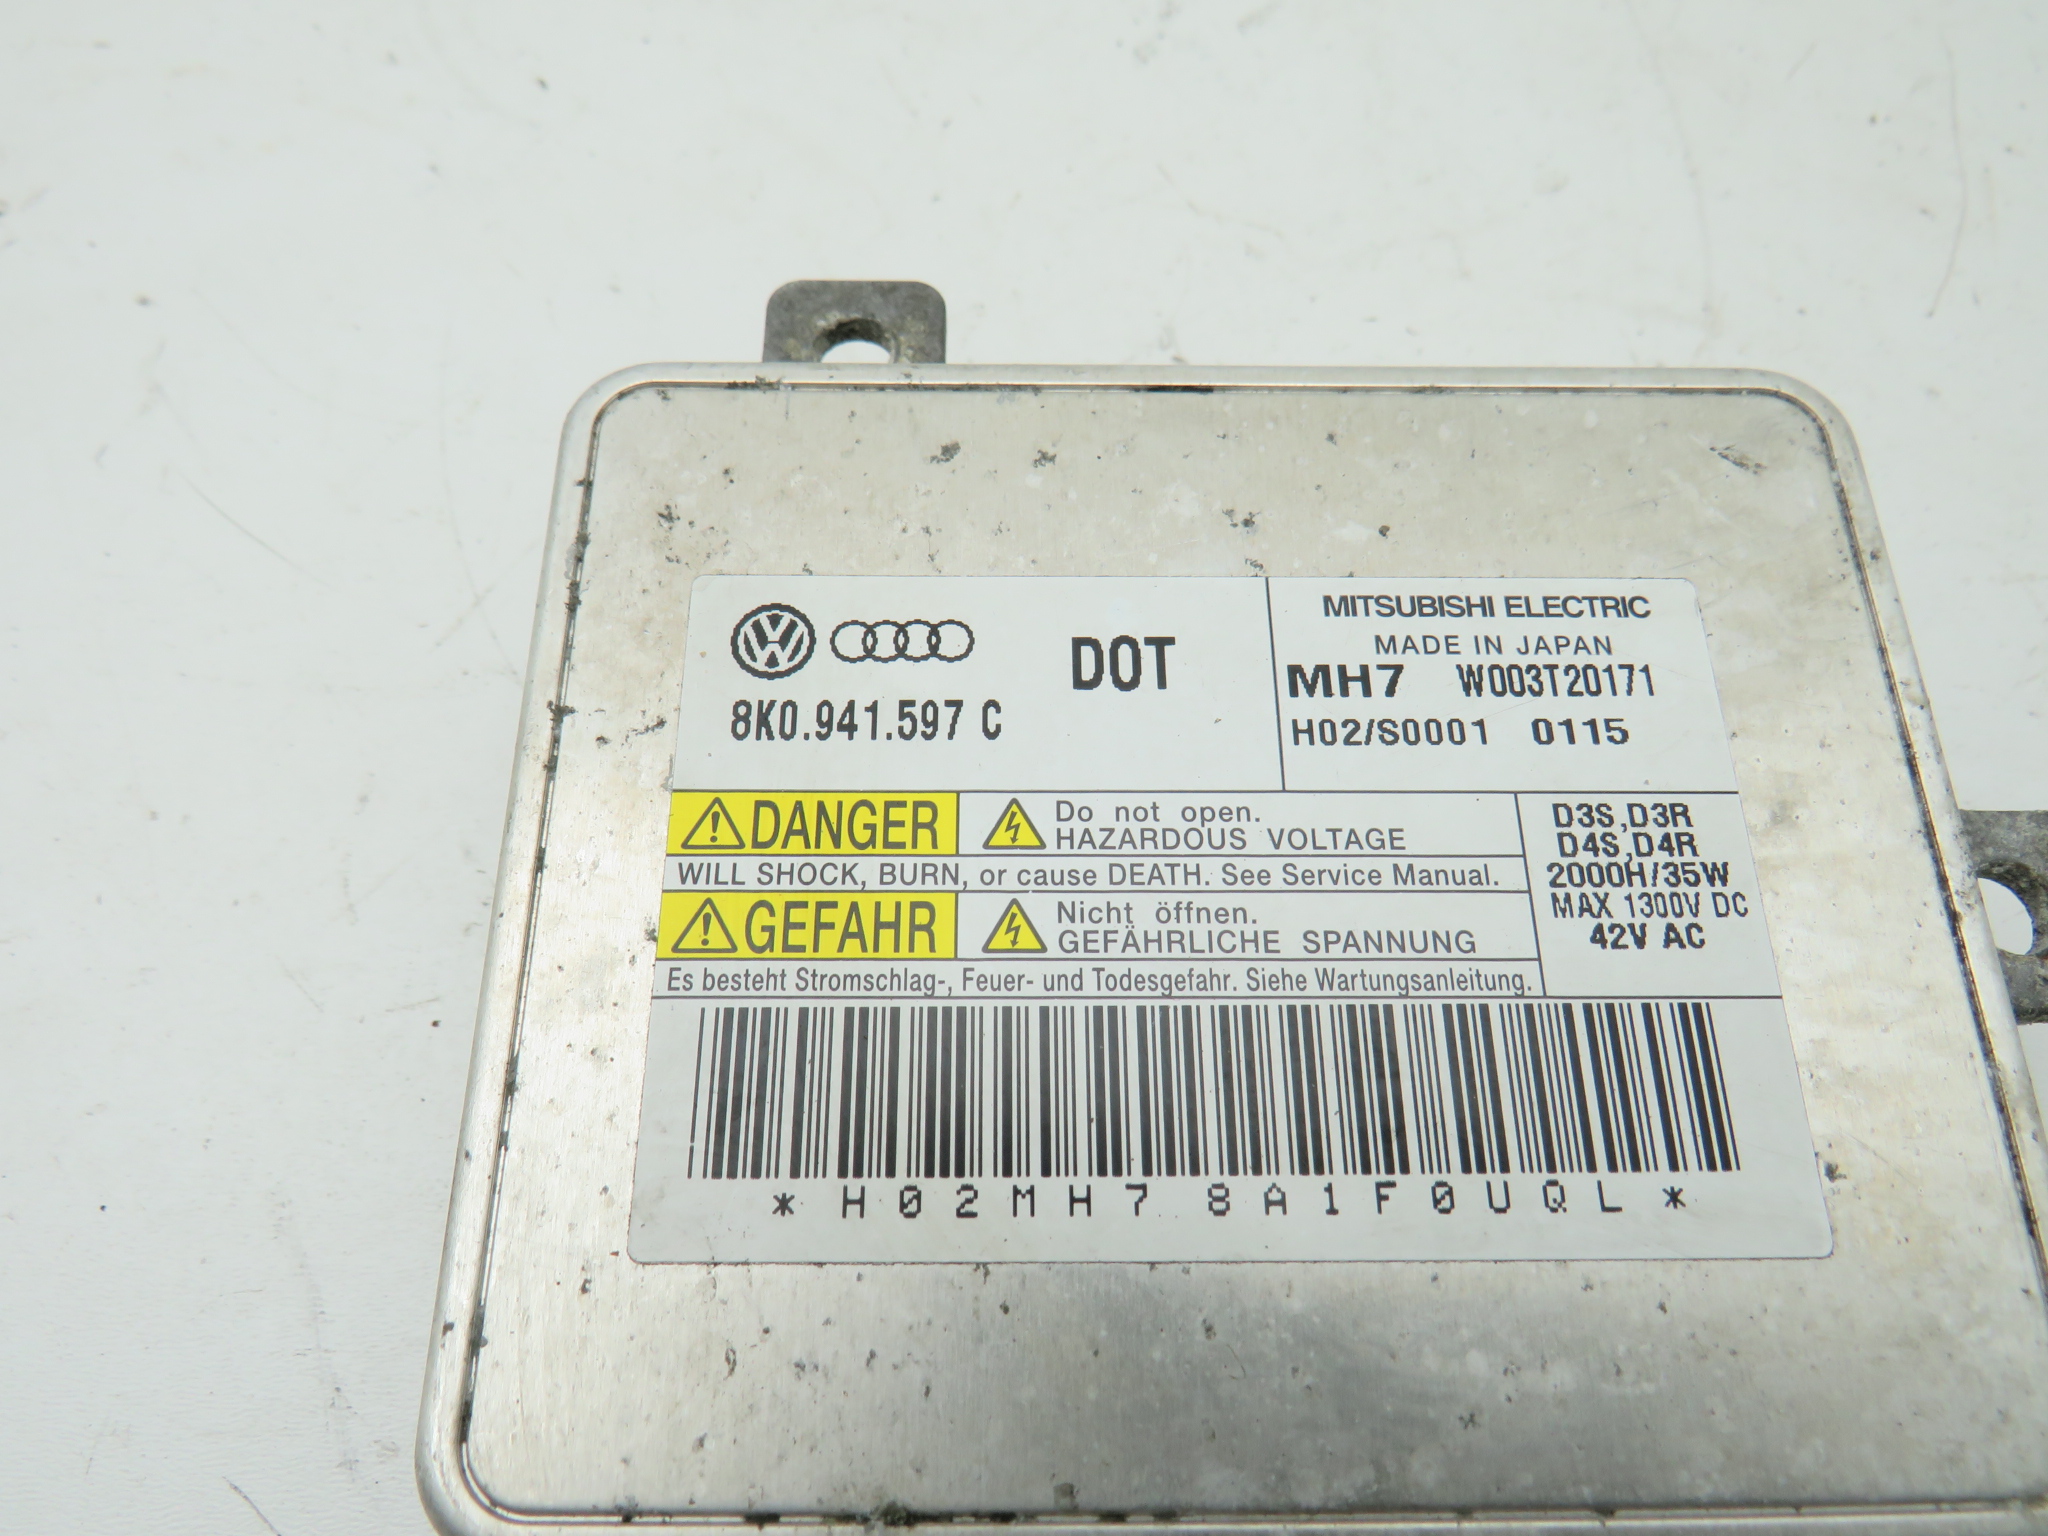 DOT
8K0.941.597 C
MITSUBISHI ELECTRIC
MADE IN JAPAN
MH7 W003T20171
H02/S0001 0115
DANGER
Do not open.
HAZARDOUS VOLTAGE
WILL SHOCK, BURN, or cause DEATH. See Service Manual.
GEFAHR
Nicht öffnen.
GEFÄHRLICHE SPANNUNG
Es besteht Stromschlag-, Feuer- und Todesgefahr. Siehe Wartungsanleitung.
D3S,D3R
D4S,D4R
2000H/35W
MAX 1300V DC
42V AC
*H02MH78A1F0UQL*